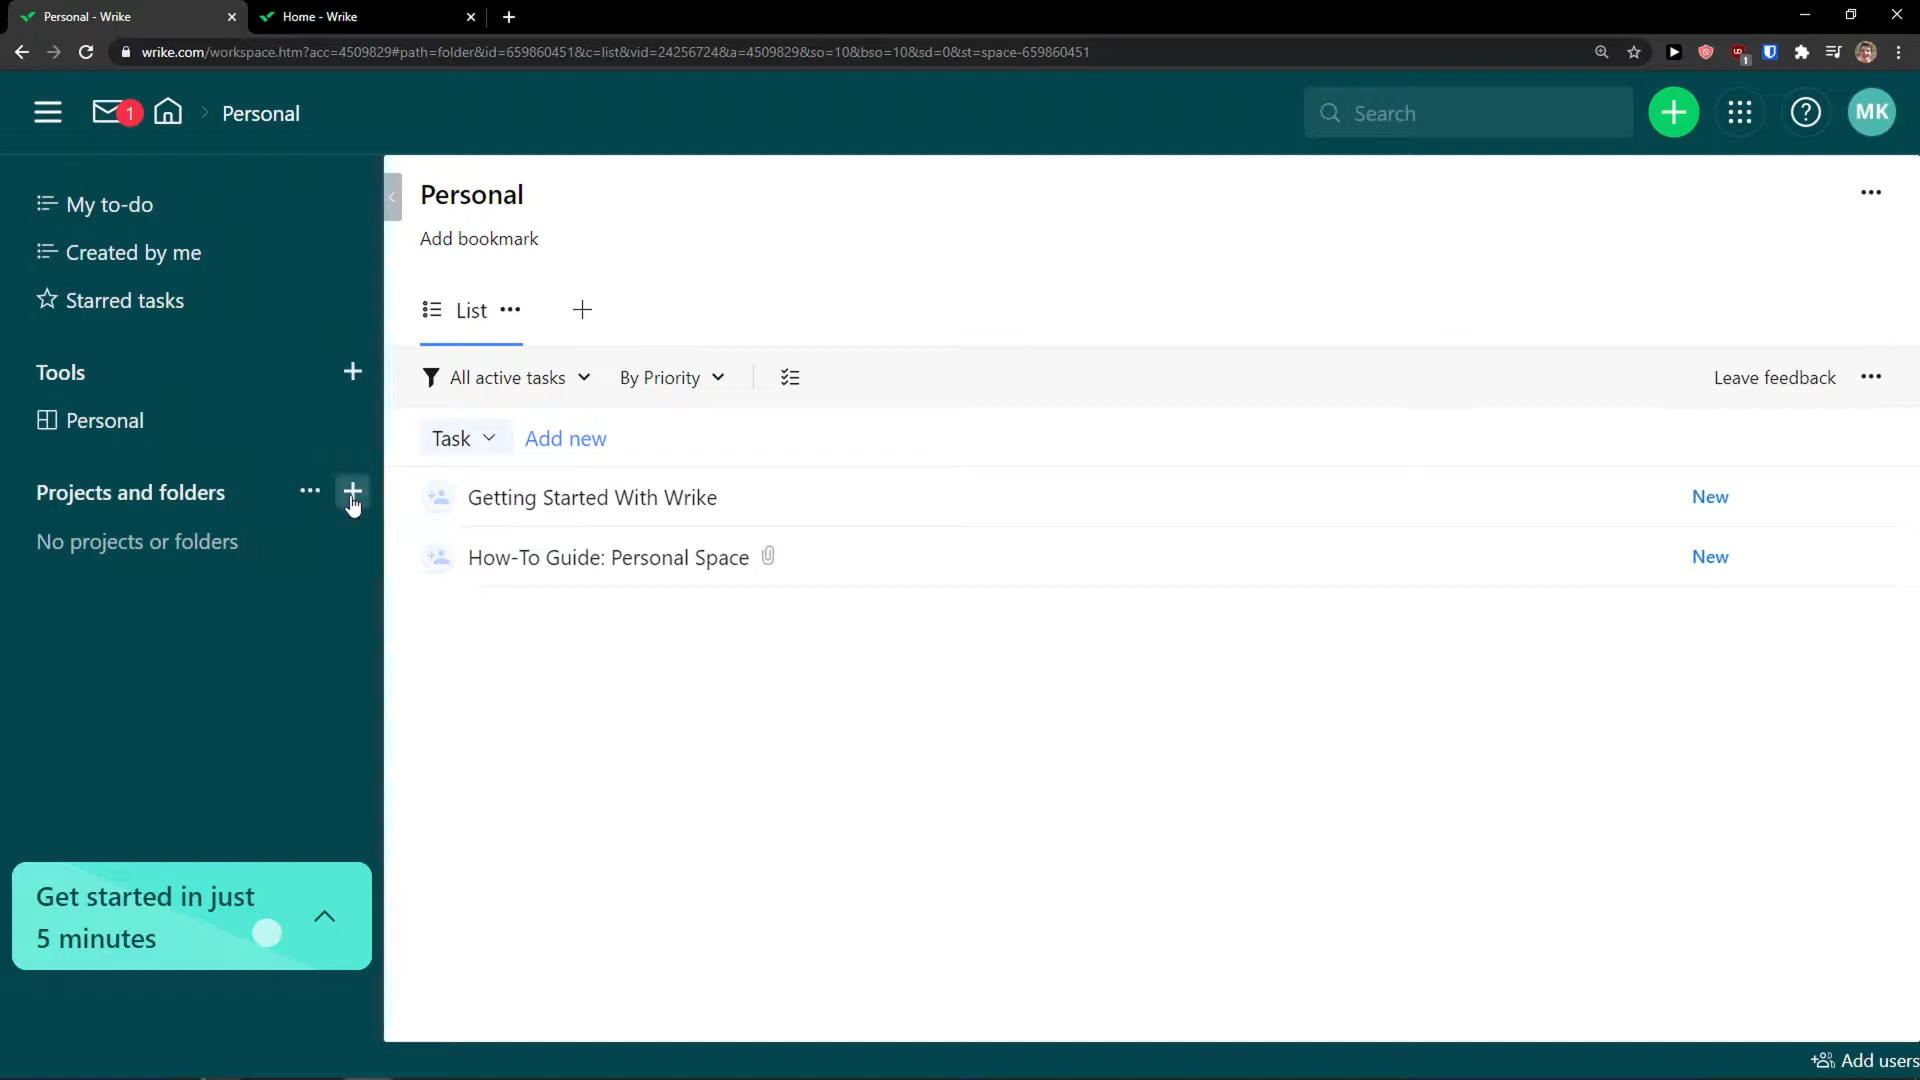 Personal - Wrike
Home - Wrike
wrike.com/workspace.htm?acc=4509829#path=folder&id=659860451&c=list&vid=24256724&a=4509829&so=10&bso=10&sd=0&st=space-659860451
1
1
Personal
Search
MK
My to-do
Created by me
Starred tasks
Tools
Personal
Projects and folders
No projects or folders
Get started in just
5 minutes
Personal
Add bookmark
List
All active tasks
By Priority
Leave feedback
Task
Add new
Getting Started With Wrike
New
How-To Guide: Personal Space
New
Add users